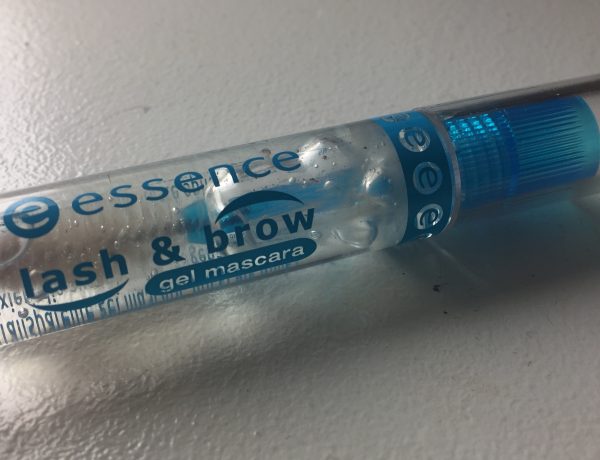 essence
lash & brow
gel mascara